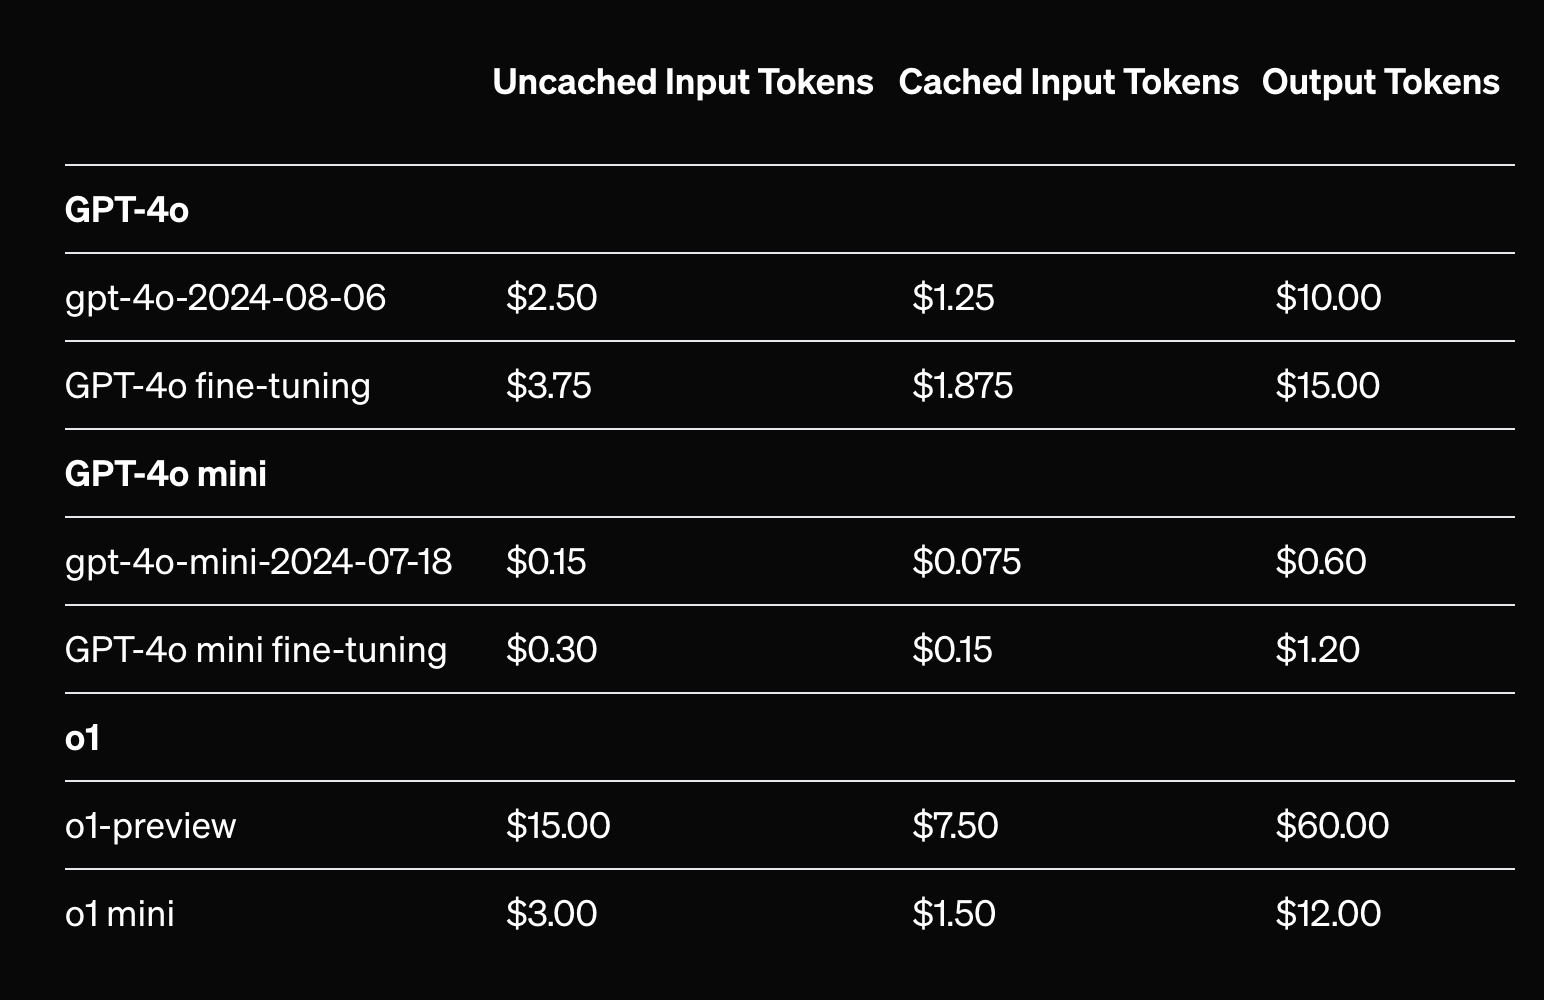 Uncached Input Tokens Cached Input Tokens Output Tokens
GPT-4o
gpt-4o-2024-08-06 $2.50 $1.25 $10.00
GPT-4o fine-tuning $3.75 $1.875 $15.00
GPT-4o mini
gpt-4o-mini-2024-07-18 $0.15 $0.075 $0.60
GPT-4o mini fine-tuning $0.30 $0.15 $1.20
o1
o1-preview $15.00 $7.50 $60.00
o1 mini $3.00 $1.50 $12.00